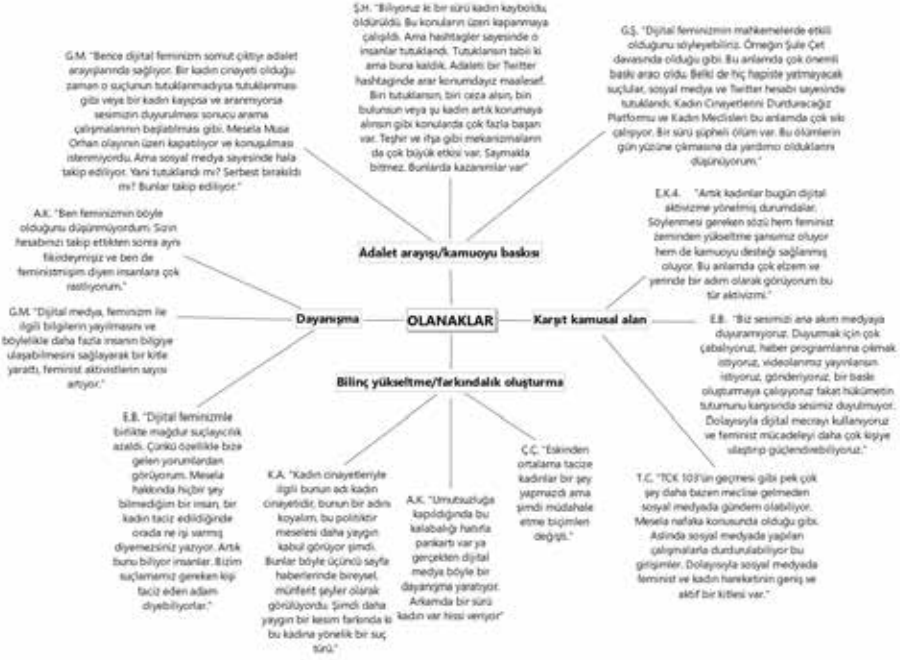 Ş.H. "Biliyoruz ki bir sürü kadın kayboldu,
öldürüldü. Bu konuların üzeri kapanmaya
çalışıldı. Ama hashtagler sayesinde o
insanlar tutuklandı. Tutuklansın tabii ki
ama buna kaldık. Adaleti bir Twitter
hashtaginde arar konumdayız maalesef.
Biri tutuklansın, biri ceza alsın, biri
bulunsun veya şu kadın artık korumaya
alınsın gibi konularda çok fazla başarı
var. Teşhir ve ifşa gibi mekanizmaların
da çok büyük etkisi var. Saymakla
bitmez. Bunlarda kazanımlar var"
G.M. "Bence dijital feminizm somut çıktıyı adalet
arayışlarında sağlıyor. Bir kadın cinayeti olduğu
zaman o suçlunun tutuklanmadıysa tutuklanması
gibi veya bir kadın kayıpsa ve aranmıyorsa
sesimizin duyurulması sonucu arama
çalışmalarının başlatılması gibi. Mesela Musa
Orhan olayının üzeri kapatılıyor ve konuşulması
istenmiyordu. Ama sosyal medya sayesinde hala
takip ediliyor. Yani tutuklandı mı? Serbest bırakıldı
mı? Bunlar takip ediliyor."
G.Ş. "Dijital feminizmin mahkemelerde etkili
olduğunu söyleyebiliriz. Örneğin Şule Çet
davasında olduğu gibi. Bu anlamda çok önemli
baskı aracı oldu. Belki de hiç hapiste yatmayacak
suçlular, sosyal medya ve Twitter hesabı sayesinde
tutuklandı. Kadın Cinayetlerini Durduracağız
Platformu ve Kadın Meclisleri bu anlamda çok sıkı
çalışıyor. Bir sürü şüpheli ölüm var. Bu ölümlerin
gün yüzüne çıkmasına da yardımcı olduklarını
düşünüyorum."
Adalet arayışı/kamuoyu baskısı
A.K. "Ben feminizmin böyle
olduğunu düşünmüyordum. Sizin
hesabınızı takip ettikten sonra aynı
fikirdeymişiz ve ben de
feministmişim diyen insanlara çok
rastlıyorum."
E.K.4. "Artık kadınlar bugün dijital
aktivizme yönelmiş durumdalar.
Söylenmesi gereken sözü hem feminist
zeminden yükseltme şansımız oluyor
hem de kamuoyu desteği sağlanmış
oluyor. Bu anlamda çok elzem ve
yerinde bir adım olarak görüyorum bu
tür aktivizmi."
Dayanışma
OLANAKLAR
Karşıt kamusal alan
G.M. "Dijital medya, feminizm ile
ilgili bilgilerin yayılmasını ve
böylelikle daha fazla insanın bilgiye
ulaşabilmesini sağlayarak bir kitle
yarattı, feminist aktivistlerin sayısı
artıyor."
E.B. "Biz sesimizi ana akım medyaya
duyuramıyoruz. Duyurmak için çok
çabalıyoruz, haber programlarına çıkmak
istiyoruz, videolarımız yayınlansın
istiyoruz, gönderiyoruz, bir baskı
oluşturmaya çalışıyoruz fakat hükümetin
tutumunu karşısında sesimiz duyulmuyor.
Dolayısıyla dijital mecrayı kullanıyoruz
ve feminist mücadeleyi daha çok kişiye
ulaştırıp güçlendirebiliyoruz."
Bilinç yükseltme/farkındalık oluşturma
E.B. "Dijital feminizmle
birlikte mağdur suçlayıcılık
azaldı. Çünkü özellikle bize
gelen yorumlardan
görüyorum. Mesela
hakkında hiçbir şey
bilmediğim bir insan, bir
kadın taciz edildiğinde
orada ne işi varmış
diyemezsiniz yazıyor. Artık
bunu biliyor insanlar. Bizim
suçlamamız gereken kişi
taciz eden adam
diyebiliyorlar."
K.A. "Kadın cinayetleriyle
ilgili bunun adı kadın
cinayetidir, bunun bir adını
koyalım, bu politiktir
meselesi daha yaygın
kabul görüyor şimdi.
Bunlar böyle üçüncü sayfa
haberlerinde bireysel,
münferit şeyler olarak
görülüyordu. Şimdi daha
yaygın bir kesim farkında ki
bu kadına yönelik bir suç
türü."
A.K. "Umutsuzluğa
kapıldığında bu
kalabalığı hatırla
pankartı var ya
gerçekten dijital
medya böyle bir
dayanışma yaratıyor.
Arkamda bir sürü
kadın var hissi veriyor"
Ç.Ç. "Eskinden
ortalama tacize
kadınlar bir şey
yapmazdı ama
şimdi müdahale
etme biçimleri
değişti."
T.C. "TCK 103'ün geçmesi gibi pek çok
şey daha bazen meclise gelmeden
sosyal medyada gündem olabiliyor.
Mesela nafaka konusunda olduğu gibi.
Aslında sosyal medyada yapılan
çalışmalarla durdurulabiliyor bu
girişimler. Dolayısıyla sosyal medyada
feminist ve kadın hareketinin geniş ve
aktif bir kitlesi var."